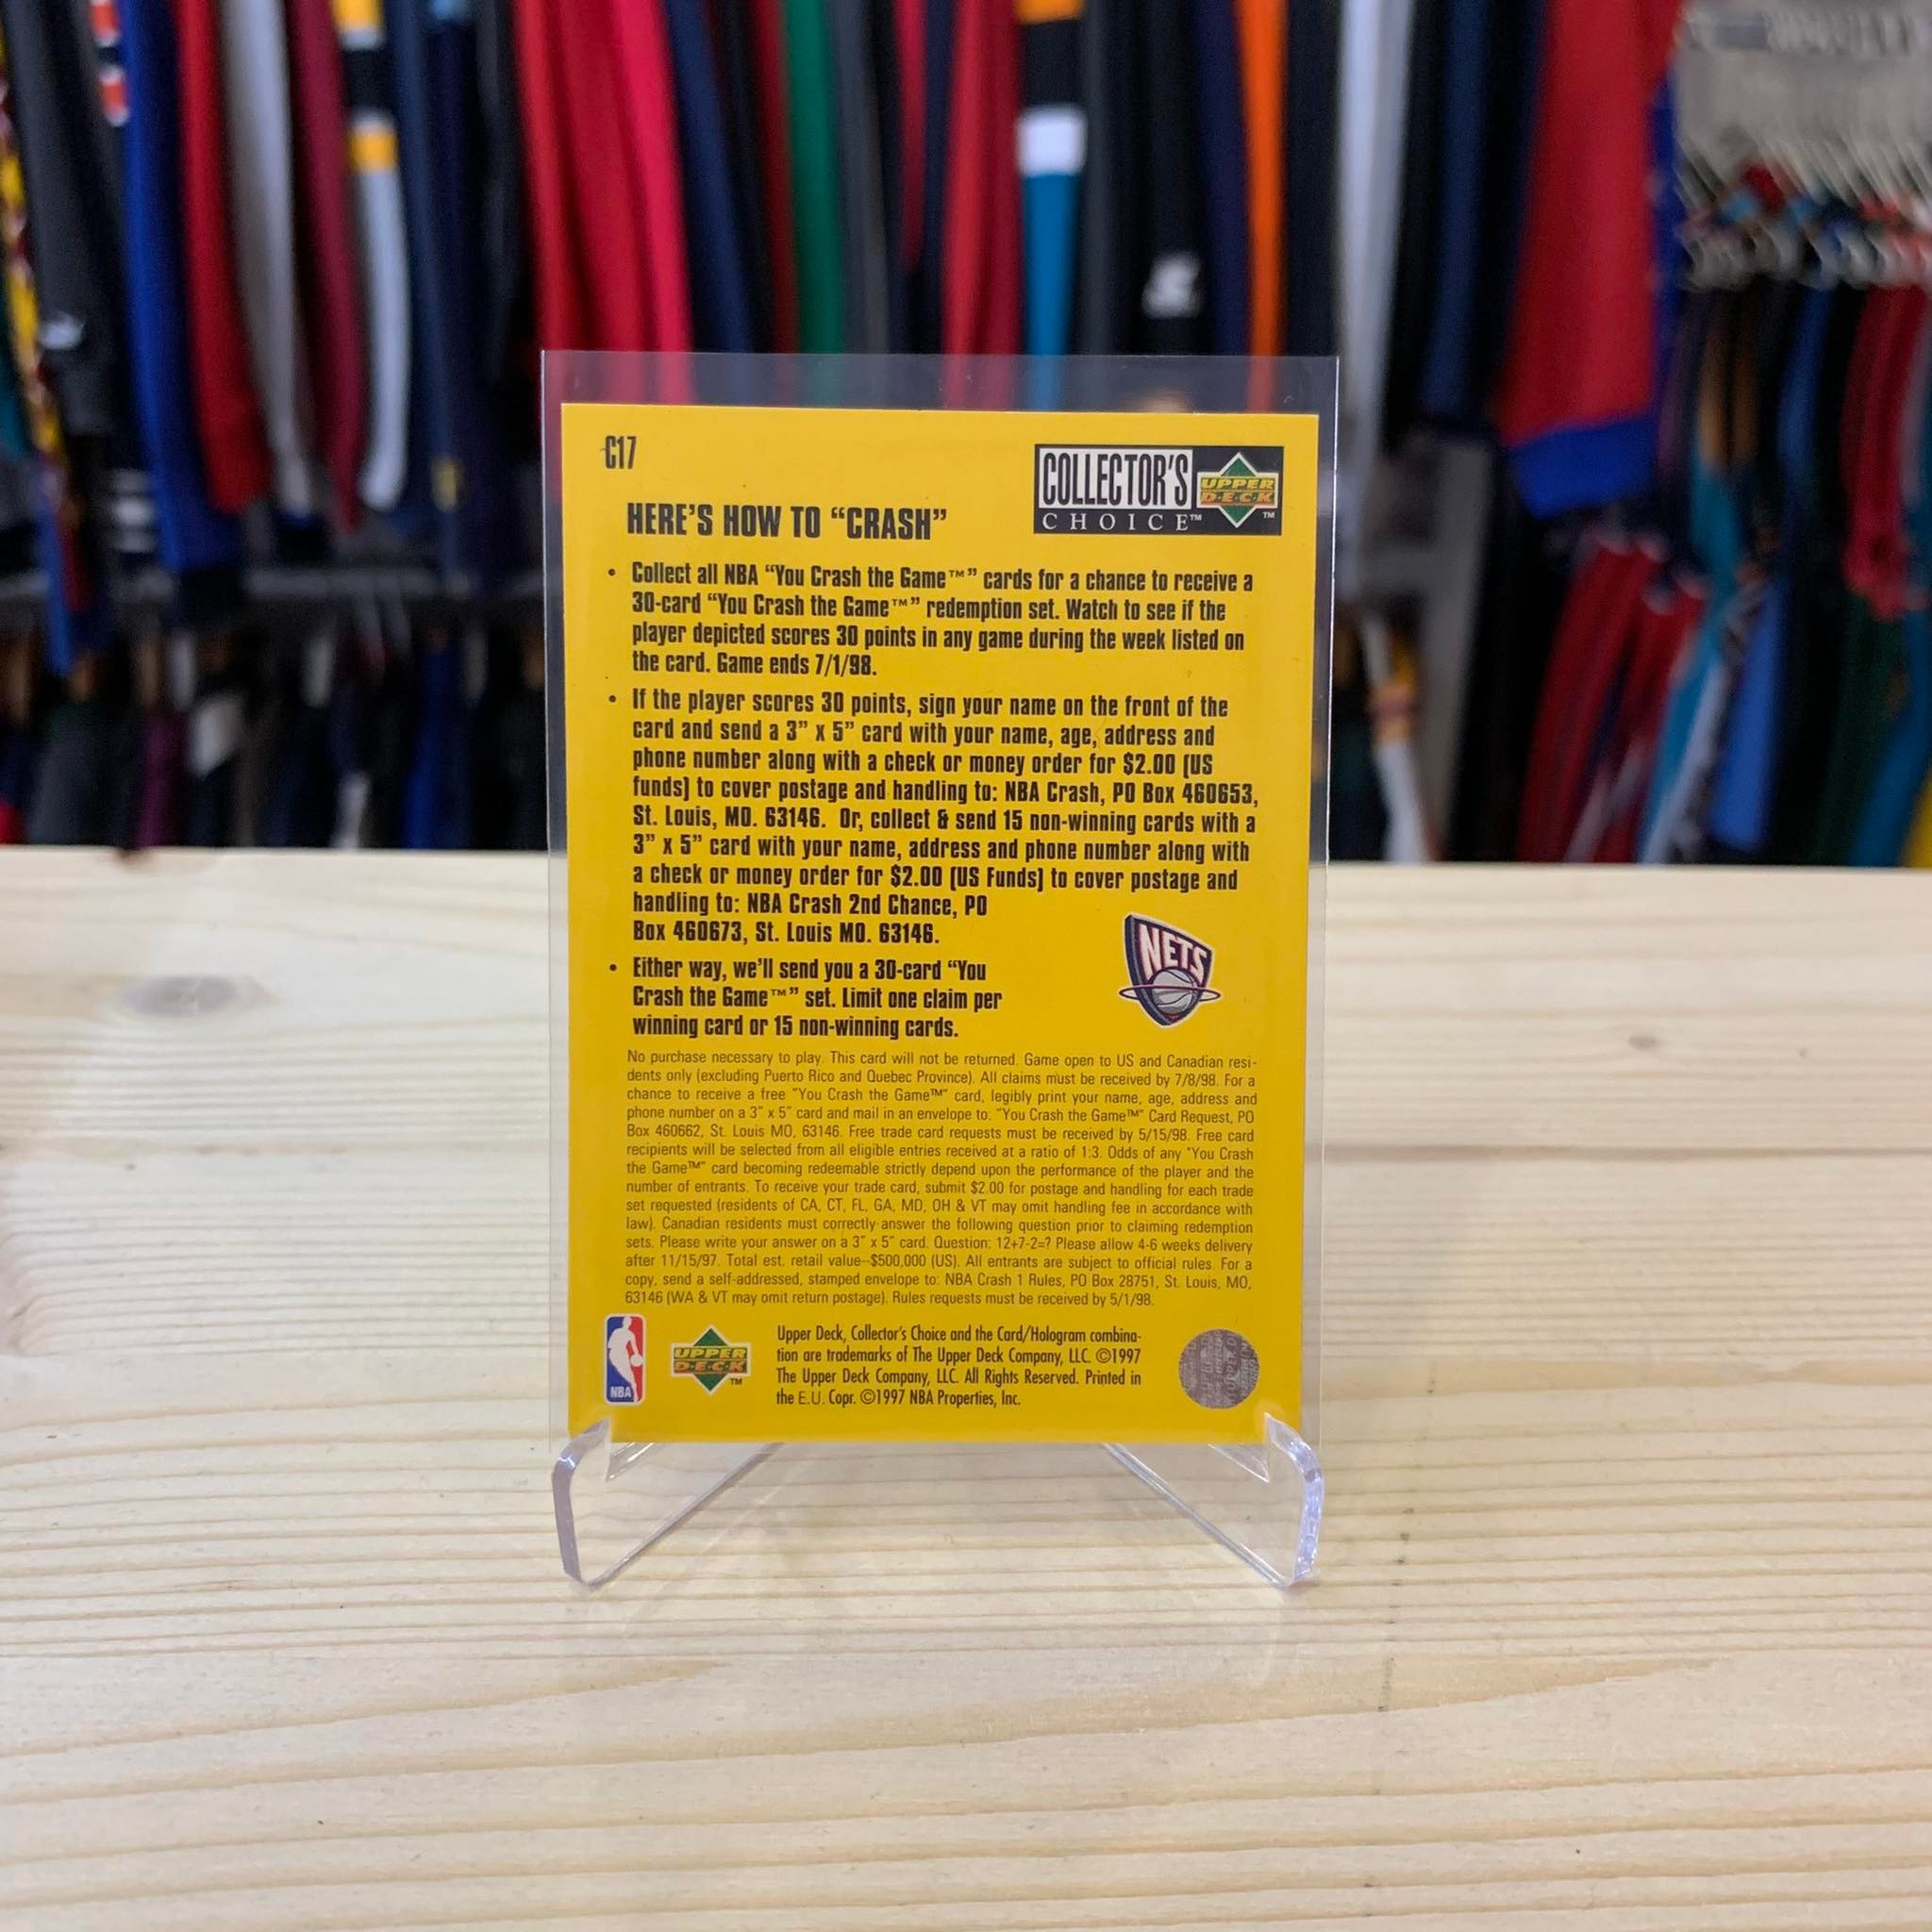 C17
COLLECTOR'S
CHOICE™
UPPER
DECK
™
HERE'S HOW TO “CRASH”
• Collect all NBA “You Crash the Game™” cards for a chance to receive a
30-card “You Crash the Game™” redemption set. Watch to see if the
player depicted scores 30 points in any game during the week listed on
the card. Game ends 7/1/98.
• If the player scores 30 points, sign your name on the front of the
card and send a 3” x 5” card with your name, age, address and
phone number along with a check or money order for $2.00 (US
funds) to cover postage and handling to: NBA Crash, PO Box 460653,
St. Louis, MO. 63146. Or, collect & send 15 non-winning cards with a
3” x 5” card with your name, address and phone number along with
a check or money order for $2.00 (US Funds) to cover postage and
handling to: NBA Crash 2nd Chance, PO
Box 460673, St. Louis MO. 63146.
• Either way, we'll send you a 30-card “You
Crash the Game™” set. Limit one claim per
winning card or 15 non-winning cards.
NETS
No purchase necessary to play. This card will not be returned. Game open to US and Canadian resi-
dents only (excluding Puerto Rico and Quebec Province). All claims must be received by 7/8/98. For a
chance to receive a free “You Crash the Game™” card, legibly print your name, age, address and
phone number on a 3” x 5” card and mail in an envelope to: “You Crash the Game™” Card Request, PO
Box 460662, St. Louis MO, 63146. Free trade card requests must be received by 5/15/98. Free card
recipients will be selected from all eligible entries received at a ratio of 1:3. Odds of any “You Crash
the Game™” card becoming redeemable strictly depend upon the performance of the player and the
number of entrants. To receive your trade card, submit $2.00 for postage and handling for each trade
set requested (residents of CA, CT, FL, GA, MD, OH & VT may omit handling fee in accordance with
law). Canadian residents must correctly answer the following question prior to claiming redemption
sets. Please write your answer on a 3” x 5” card. Question: 12+7-2=? Please allow 4-6 weeks delivery
after 11/15/97. Total est. retail value--$500,000 (US). All entrants are subject to official rules. For a
copy, send a self-addressed, stamped envelope to: NBA Crash 1 Rules, PO Box 28751, St. Louis, MO,
63146 (WA & VT may omit return postage). Rules requests must be received by 5/1/98.
NBA
UPPER
DECK
™
Upper Deck, Collector's Choice and the Card/Hologram combina-
tion are trademarks of The Upper Deck Company, LLC. ©1997
The Upper Deck Company, LLC. All Rights Reserved. Printed in
the E.U. Copr. ©1997 NBA Properties, Inc.